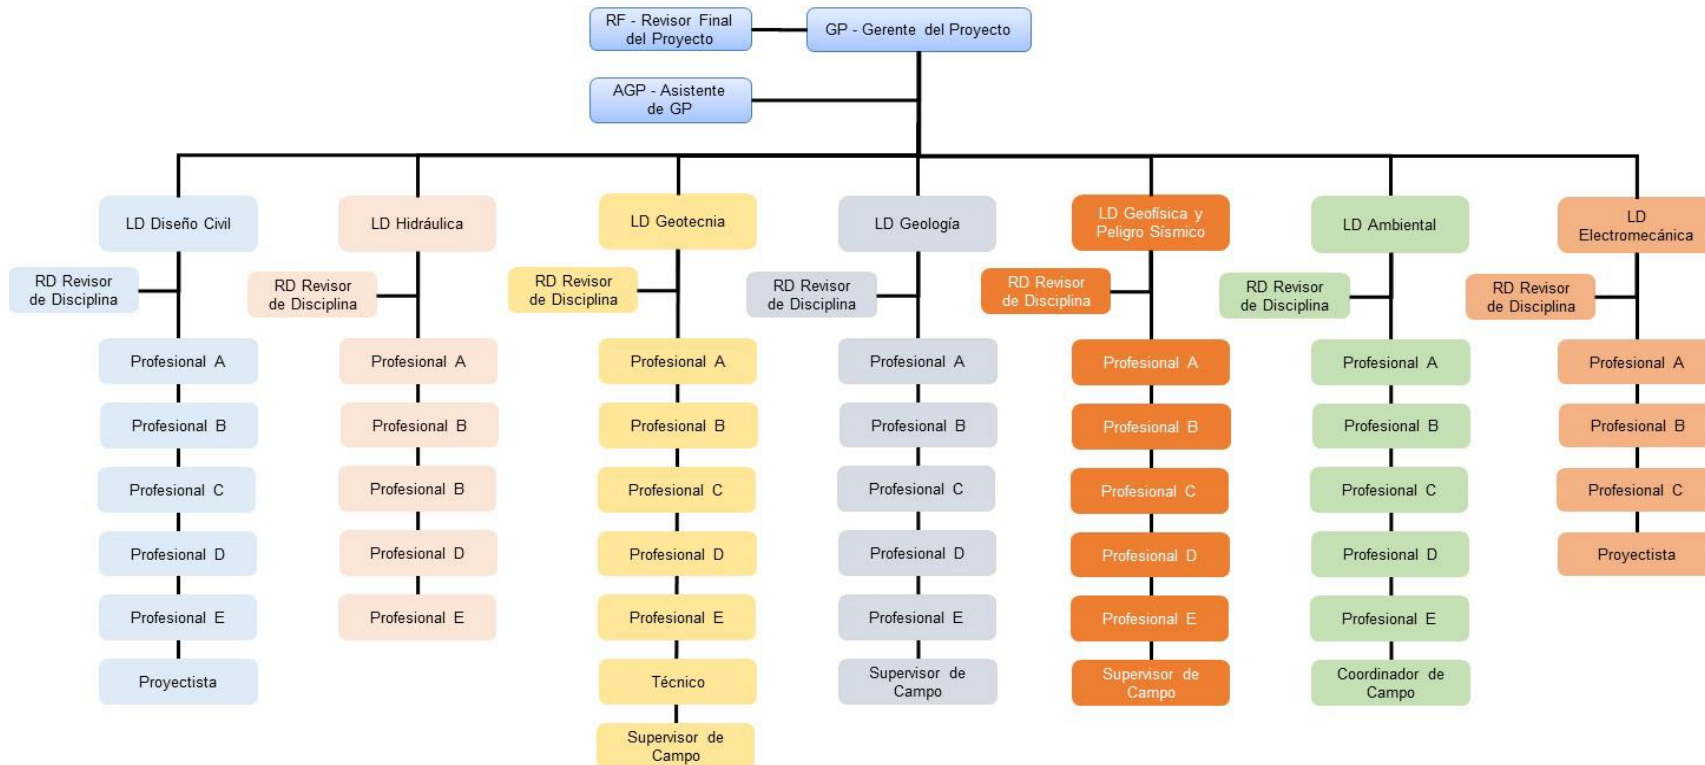 RF - Revisor Final
del Proyecto
GP - Gerente del Proyecto
AGP - Asistente
de GP
LD Diseño Civil
RD Revisor
de Disciplina
Profesional A
Profesional B
Profesional C
Profesional D
Profesional E
Proyectista
LD Hidráulica
RD Revisor
de Disciplina
Profesional A
Profesional B
Profesional B
Profesional D
Profesional E
LD Geotecnia
RD Revisor
de Disciplina
Profesional A
Profesional B
Profesional C
Profesional D
Profesional E
Técnico
Supervisor de
Campo
LD Geología
RD Revisor
de Disciplina
Profesional A
Profesional B
Profesional C
Profesional D
Profesional E
Supervisor de
Campo
LD Geofísica y
Peligro Sísmico
RD Revisor
de Disciplina
Profesional A
Profesional B
Profesional C
Profesional D
Profesional E
Supervisor de
Campo
LD Ambiental
RD Revisor
de Disciplina
Profesional A
Profesional B
Profesional C
Profesional D
Profesional E
Coordinador de
Campo
LD
Electromecánica
RD Revisor
de Disciplina
Profesional A
Profesional B
Profesional C
Proyectista